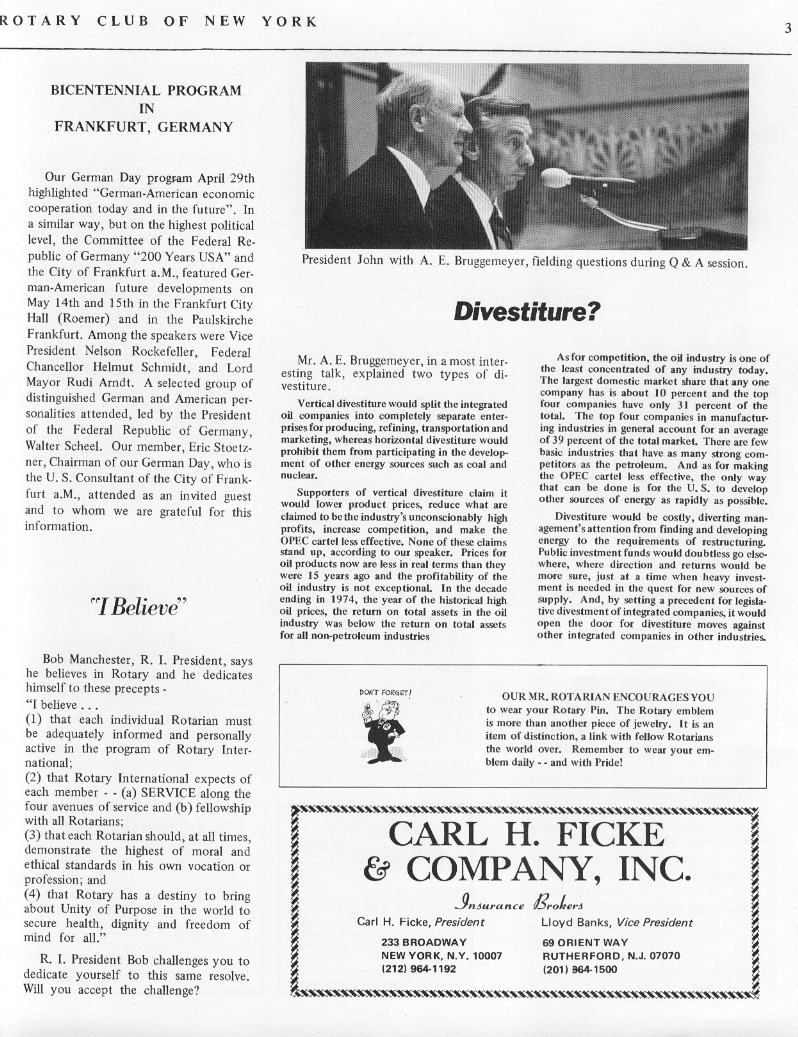 ROTARY CLUB OF NEW YORK
3
BICENTENNIAL PROGRAM
IN
FRANKFURT, GERMANY
Our German Day program April 29th
highlighted “German-American economic
cooperation today and in the future”. In
a similar way, but on the highest political
level, the Committee of the Federal Re-
public of Germany “200 Years USA” and
the City of Frankfurt a.M., featured Ger-
man-American future developments on
May 14th and 15th in the Frankfurt City
Hall (Roemer) and in the Paulskirche
Frankfurt. Among the speakers were Vice
President Nelson Rockefeller, Federal
Chancellor Helmut Schmidt, and Lord
Mayor Rudi Arndt. A selected group of
distinguished German and American per-
sonalities attended, led by the President
of the Federal Republic of Germany,
Walter Scheel. Our member, Eric Stoetz-
ner, Chairman of our German Day, who is
the U. S. Consultant of the City of Frank-
furt a.M., attended as an invited guest
and to whom we are grateful for this
information.
“I Believe”
Bob Manchester, R. I. President, says
he believes in Rotary and he dedicates
himself to these precepts -
“I believe . . .
(1) that each individual Rotarian must
be adequately informed and personally
active in the program of Rotary Inter-
national;
(2) that Rotary International expects of
each member - - (a) SERVICE along the
four avenues of service and (b) fellowship
with all Rotarians;
(3) that each Rotarian should, at all times,
demonstrate the highest of moral and
ethical standards in his own vocation or
profession; and
(4) that Rotary has a destiny to bring
about Unity of Purpose in the world to
secure health, dignity and freedom of
mind for all.”
R. I. President Bob challenges you to
dedicate yourself to this same resolve.
Will you accept the challenge?
President John with A. E. Bruggemeyer, fielding questions during Q & A session.
Divestiture?
Mr. A. E. Bruggemeyer, in a most inter-
esting talk, explained two types of di-
vestiture.
Vertical divestiture would split the integrated
oil companies into completely separate enter-
prises for producing, refining, transportation and
marketing, whereas horizontal divestiture would
prohibit them from participating in the develop-
ment of other energy sources such as coal and
nuclear.
Supporters of vertical divestiture claim it
would lower product prices, reduce what are
claimed to be the industry's unconscionably high
profits, increase competition, and make the
OPEC cartel less effective. None of these claims
stand up, according to our speaker. Prices for
oil products now are less in real terms than they
were 15 years ago and the profitability of the
oil industry is not exceptional. In the decade
ending in 1974, the year of the historical high
oil prices, the return on total assets in the oil
industry was below the return on total assets
for all non-petroleum industries
As for competition, the oil industry is one of
the least concentrated of any industry today.
The largest domestic market share that any one
company has is about 10 percent and the top
four companies have only 31 percent of the
total. The top four companies in manufactur-
ing industries in general account for an average
of 39 percent of the total market. There are few
basic industries that have as many strong com-
petitors as the petroleum. And as for making
the OPEC cartel less effective, the only way
that can be done is for the U. S. to develop
other sources of energy as rapidly as possible.
Divestiture would be costly, diverting man-
agement's attention from finding and developing
energy to the requirements of restructuring.
Public investment funds would doubtless go else-
where, where direction and returns would be
more sure, just at a time when heavy invest-
ment is needed in the quest for new sources of
supply. And, by setting a precedent for legisla-
tive divestment of integrated companies, it would
open the door for divestiture moves against
other integrated companies in other industries.
DON'T FORGET!
OUR MR. ROTARIAN ENCOURAGES YOU
to wear your Rotary Pin. The Rotary emblem
is more than another piece of jewelry. It is an
item of distinction, a link with fellow Rotarians
the world over. Remember to wear your em-
blem daily - - and with Pride!
CARL H. FICKE
& COMPANY, INC.
Insurance Brokers
Carl H. Ficke, President
233 BROADWAY
NEW YORK, N.Y. 10007
(212) 964-1192
Lloyd Banks, Vice President
69 ORIENT WAY
RUTHERFORD, N.J. 07070
(201) 964-1500